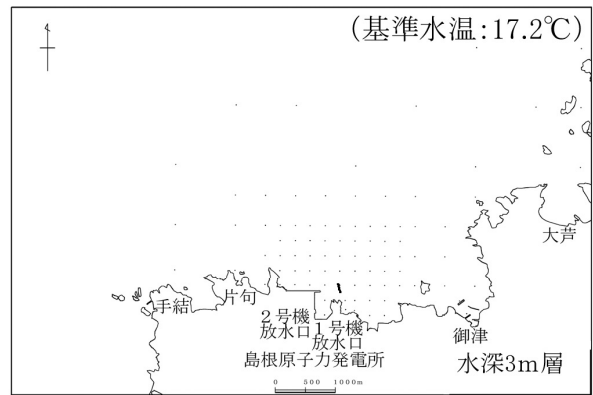 (基準水温:17.2℃)
大芦
片句
手結
2号機
放水口
1号機
放水口
御津
島根原子力発電所
水深3m層
0 500 1000m